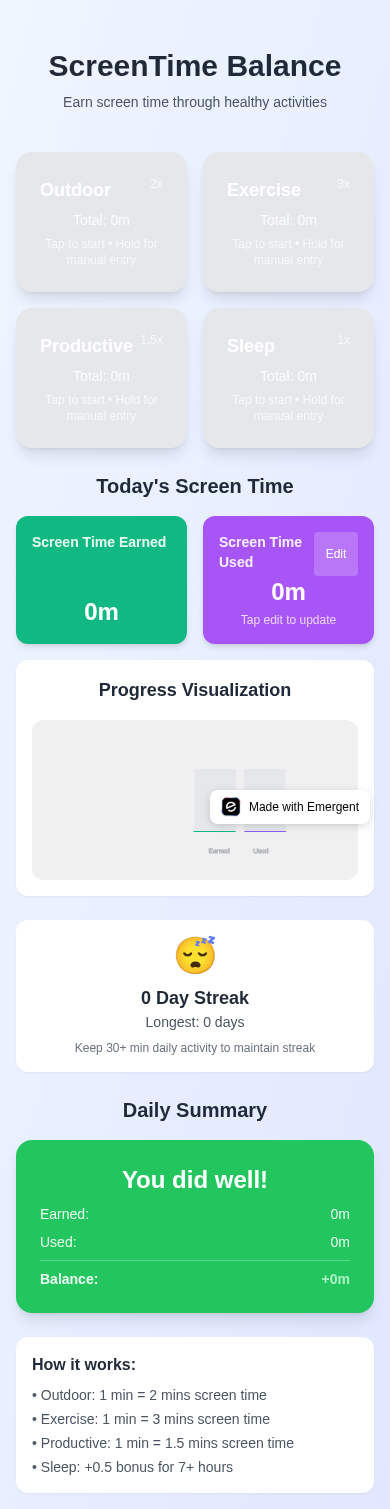 ScreenTime Balance
Earn screen time through healthy activities
Outdoor
2x
Total: 0m
Tap to start • Hold for
manual entry
Exercise
3x
Total: 0m
Tap to start • Hold for
manual entry
Productive
1.5x
Total: 0m
Tap to start • Hold for
manual entry
Sleep
1x
Total: 0m
Tap to start • Hold for
manual entry
Today's Screen Time
Screen Time Earned
0m
Screen Time
Used
Edit
0m
Tap edit to update
Progress Visualization
Made with Emergent
Earned
Used
0 Day Streak
Longest: 0 days
Keep 30+ min daily activity to maintain streak
Daily Summary
You did well!
Earned: 0m
Used: 0m
Balance: +0m
How it works:
• Outdoor: 1 min = 2 mins screen time
• Exercise: 1 min = 3 mins screen time
• Productive: 1 min = 1.5 mins screen time
• Sleep: +0.5 bonus for 7+ hours